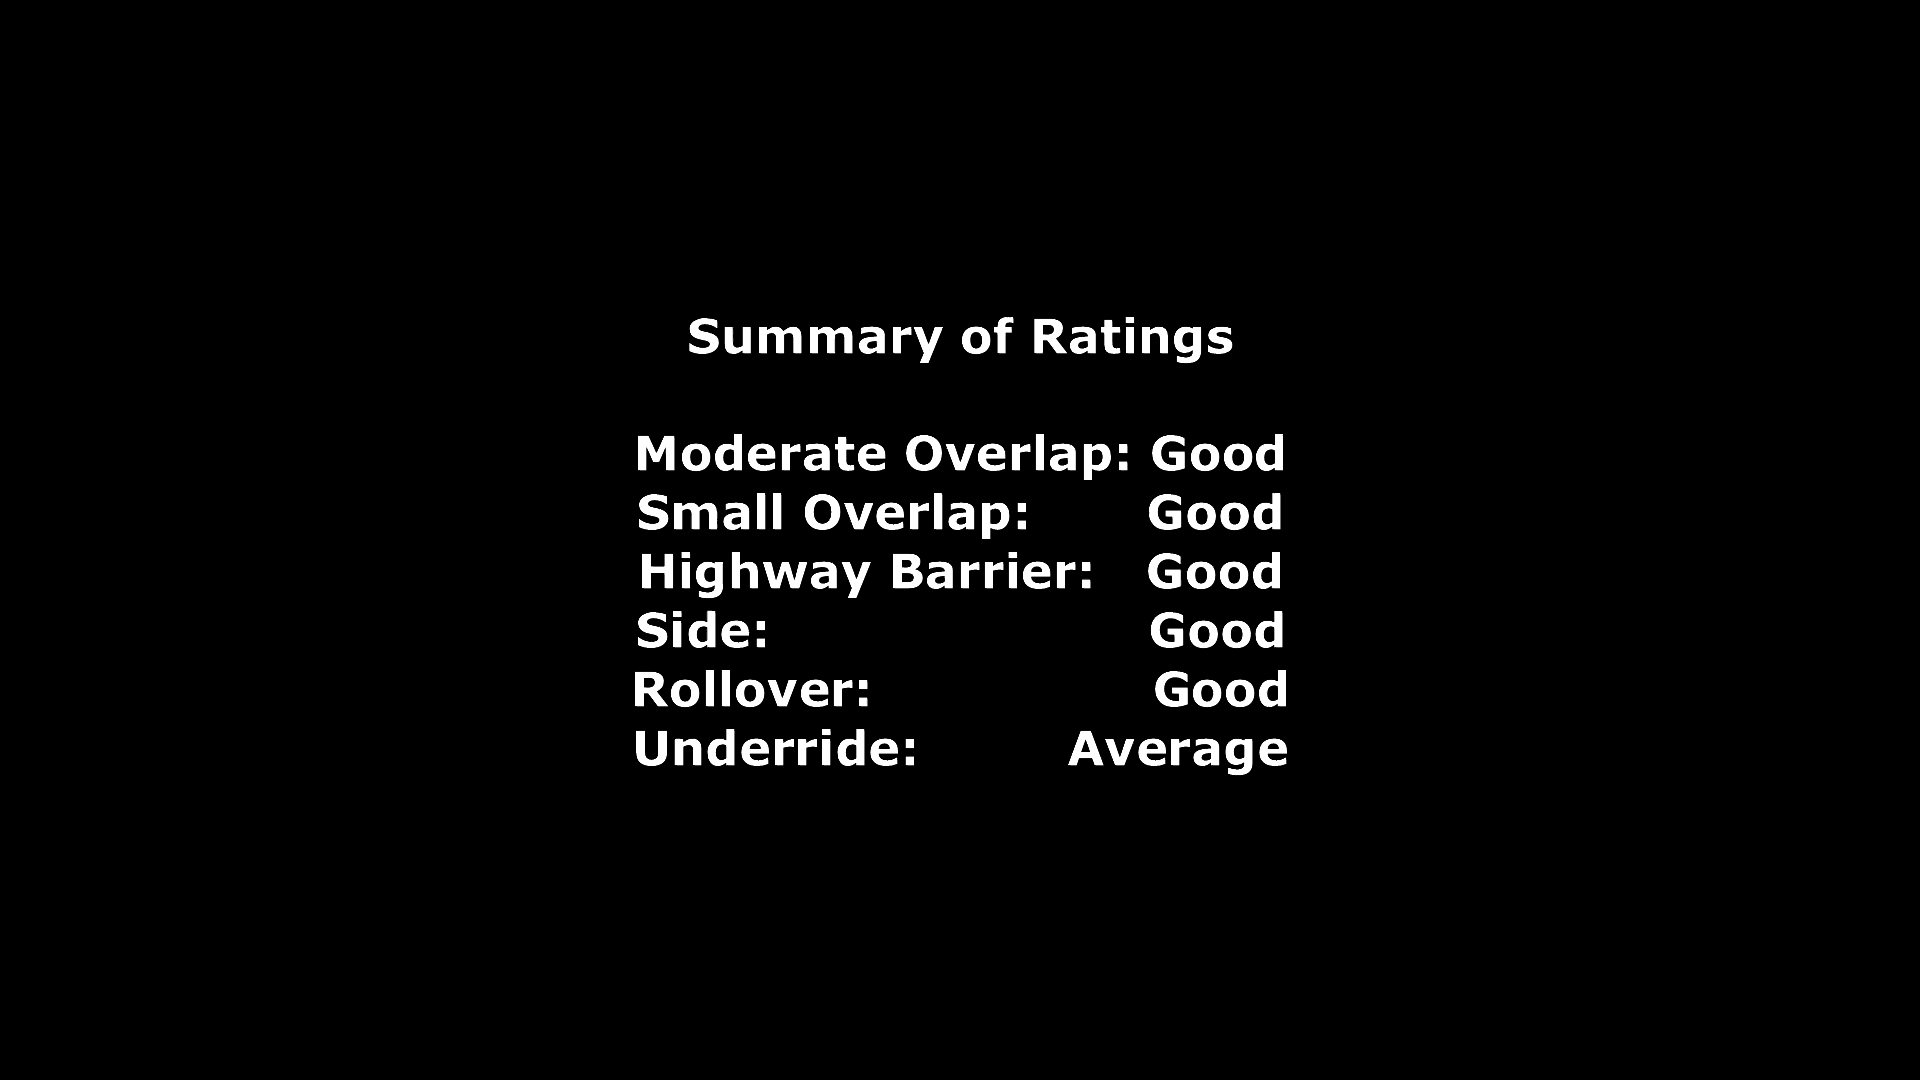 Summary of Ratings
Moderate Overlap: Good
Small Overlap: Good
Highway Barrier: Good
Side: Good
Rollover: Good
Underride: Average